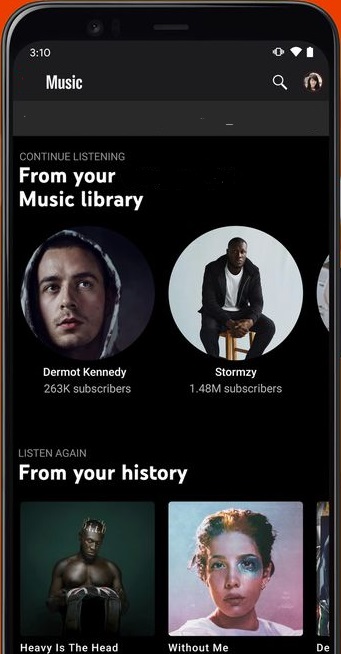 3:10
Music
CONTINUE LISTENING
From your
Music library
Dermot Kennedy
263K subscribers
Stormzy
1.48M subscribers
LISTEN AGAIN
From your history
Heavy Is The Head
Without Me
De